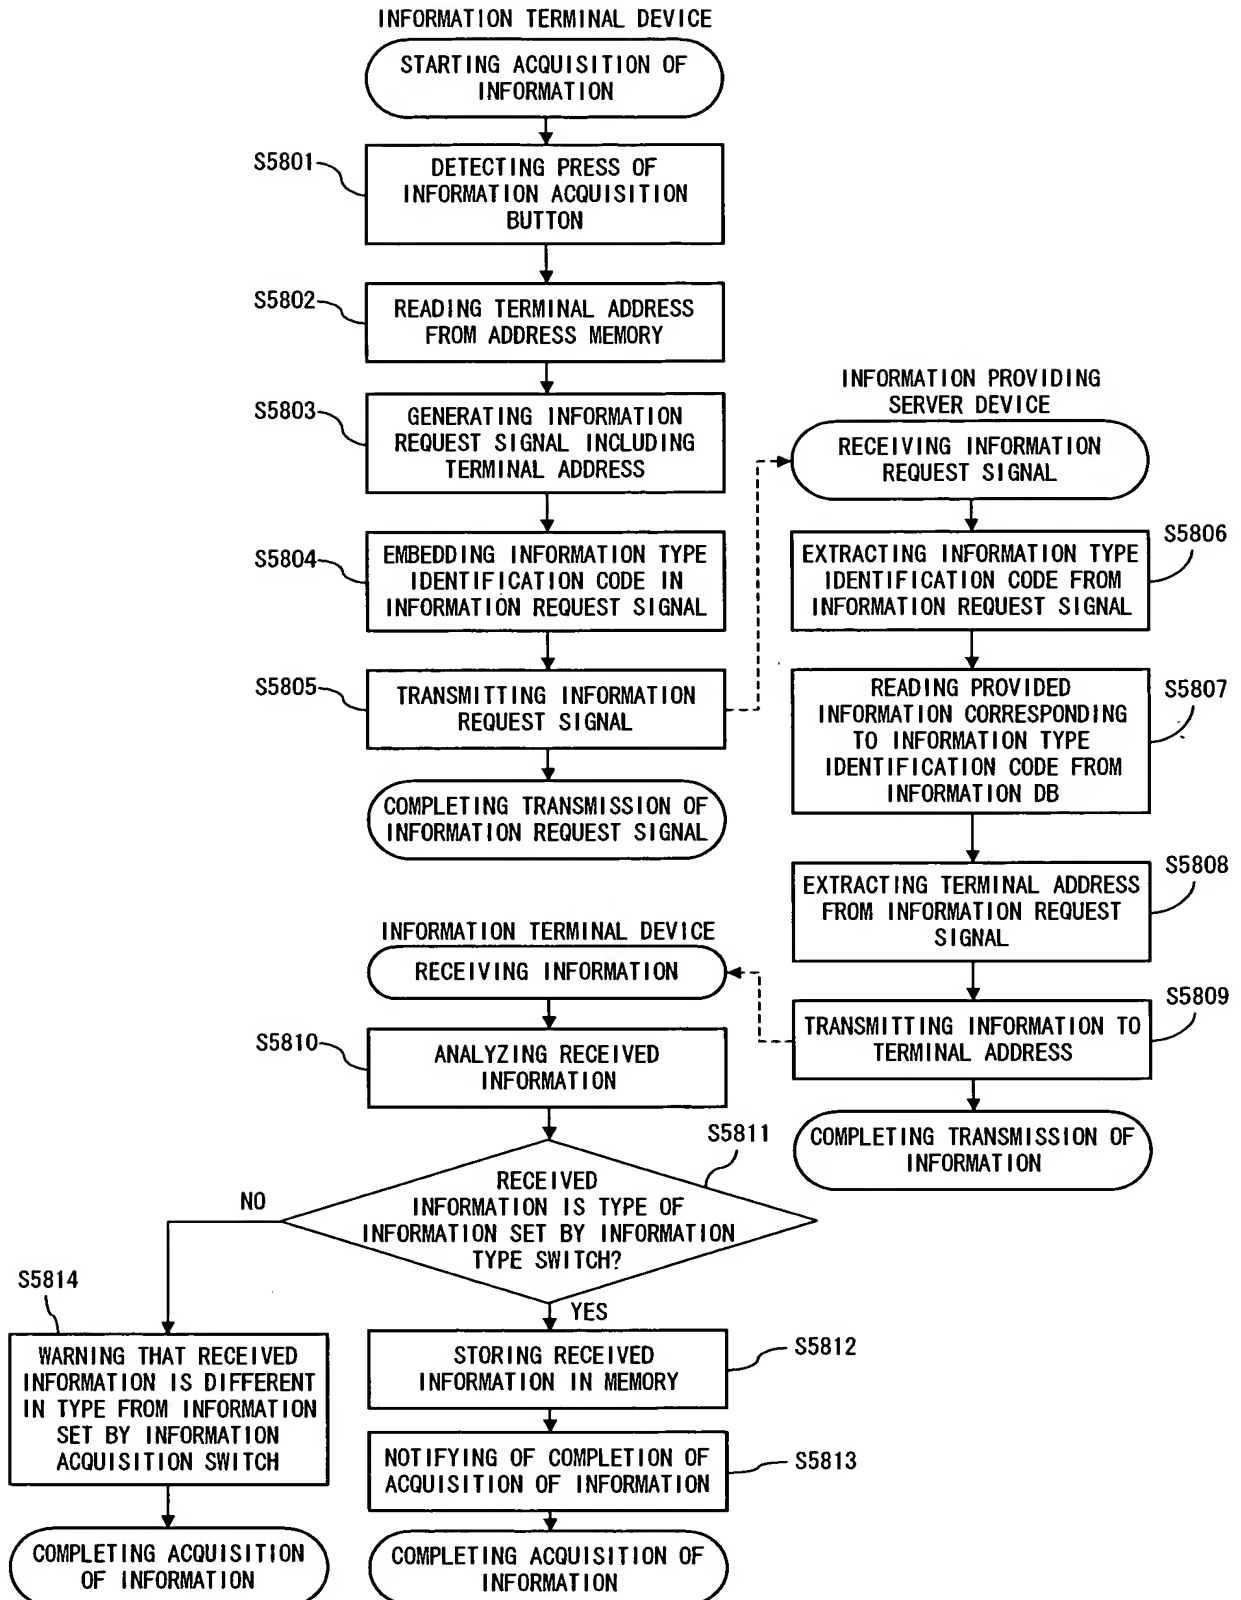 INFORMATION TERMINAL DEVICE
STARTING ACQUISITION OF
INFORMATION
S5801
DETECTING PRESS OF
INFORMATION ACQUISITION
BUTTON
S5802
READING TERMINAL ADDRESS
FROM ADDRESS MEMORY
S5803
GENERATING INFORMATION
REQUEST SIGNAL INCLUDING
TERMINAL ADDRESS
S5804
EMBEDDING INFORMATION TYPE
IDENTIFICATION CODE IN
INFORMATION REQUEST SIGNAL
S5805
TRANSMITTING INFORMATION
REQUEST SIGNAL
COMPLETING TRANSMISSION OF
INFORMATION REQUEST SIGNAL
INFORMATION PROVIDING
SERVER DEVICE
RECEIVING INFORMATION
REQUEST SIGNAL
S5806
EXTRACTING INFORMATION TYPE
IDENTIFICATION CODE FROM
INFORMATION REQUEST SIGNAL
S5807
READING PROVIDED
INFORMATION CORRESPONDING
TO INFORMATION TYPE
IDENTIFICATION CODE FROM
INFORMATION DB
S5808
EXTRACTING TERMINAL ADDRESS
FROM INFORMATION REQUEST
SIGNAL
S5809
TRANSMITTING INFORMATION TO
TERMINAL ADDRESS
COMPLETING TRANSMISSION OF
INFORMATION
INFORMATION TERMINAL DEVICE
RECEIVING INFORMATION
S5810
ANALYZING RECEIVED
INFORMATION
S5811
RECEIVED
INFORMATION IS TYPE OF
INFORMATION SET BY INFORMATION
TYPE SWITCH?
NO
YES
S5814
WARNING THAT RECEIVED
INFORMATION IS DIFFERENT
IN TYPE FROM INFORMATION
SET BY INFORMATION
ACQUISITION SWITCH
COMPLETING ACQUISITION
OF INFORMATION
S5812
STORING RECEIVED
INFORMATION IN MEMORY
S5813
NOTIFYING OF COMPLETION OF
ACQUISITION OF INFORMATION
COMPLETING ACQUISITION OF
INFORMATION